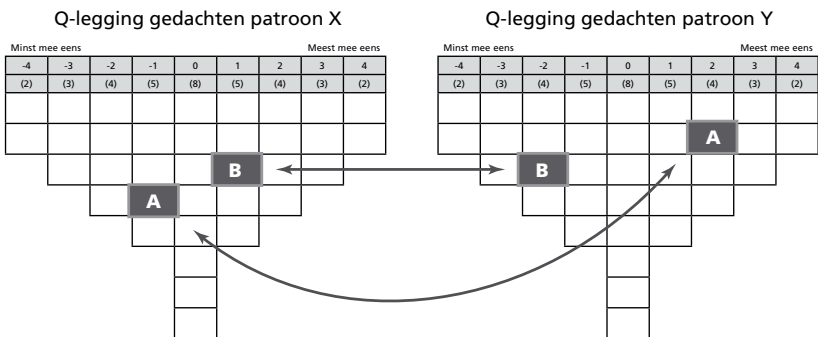 Q-legging gedachten patroon X
Minst mee eens Meest mee eens
-4 -3 -2 -1 0 1 2 3 4
(2) (3) (4) (5) (8) (5) (4) (3) (2)
B
A
Q-legging gedachten patroon Y
Minst mee eens Meest mee eens
-4 -3 -2 -1 0 1 2 3 4
(2) (3) (4) (5) (8) (5) (4) (3) (2)
A
B